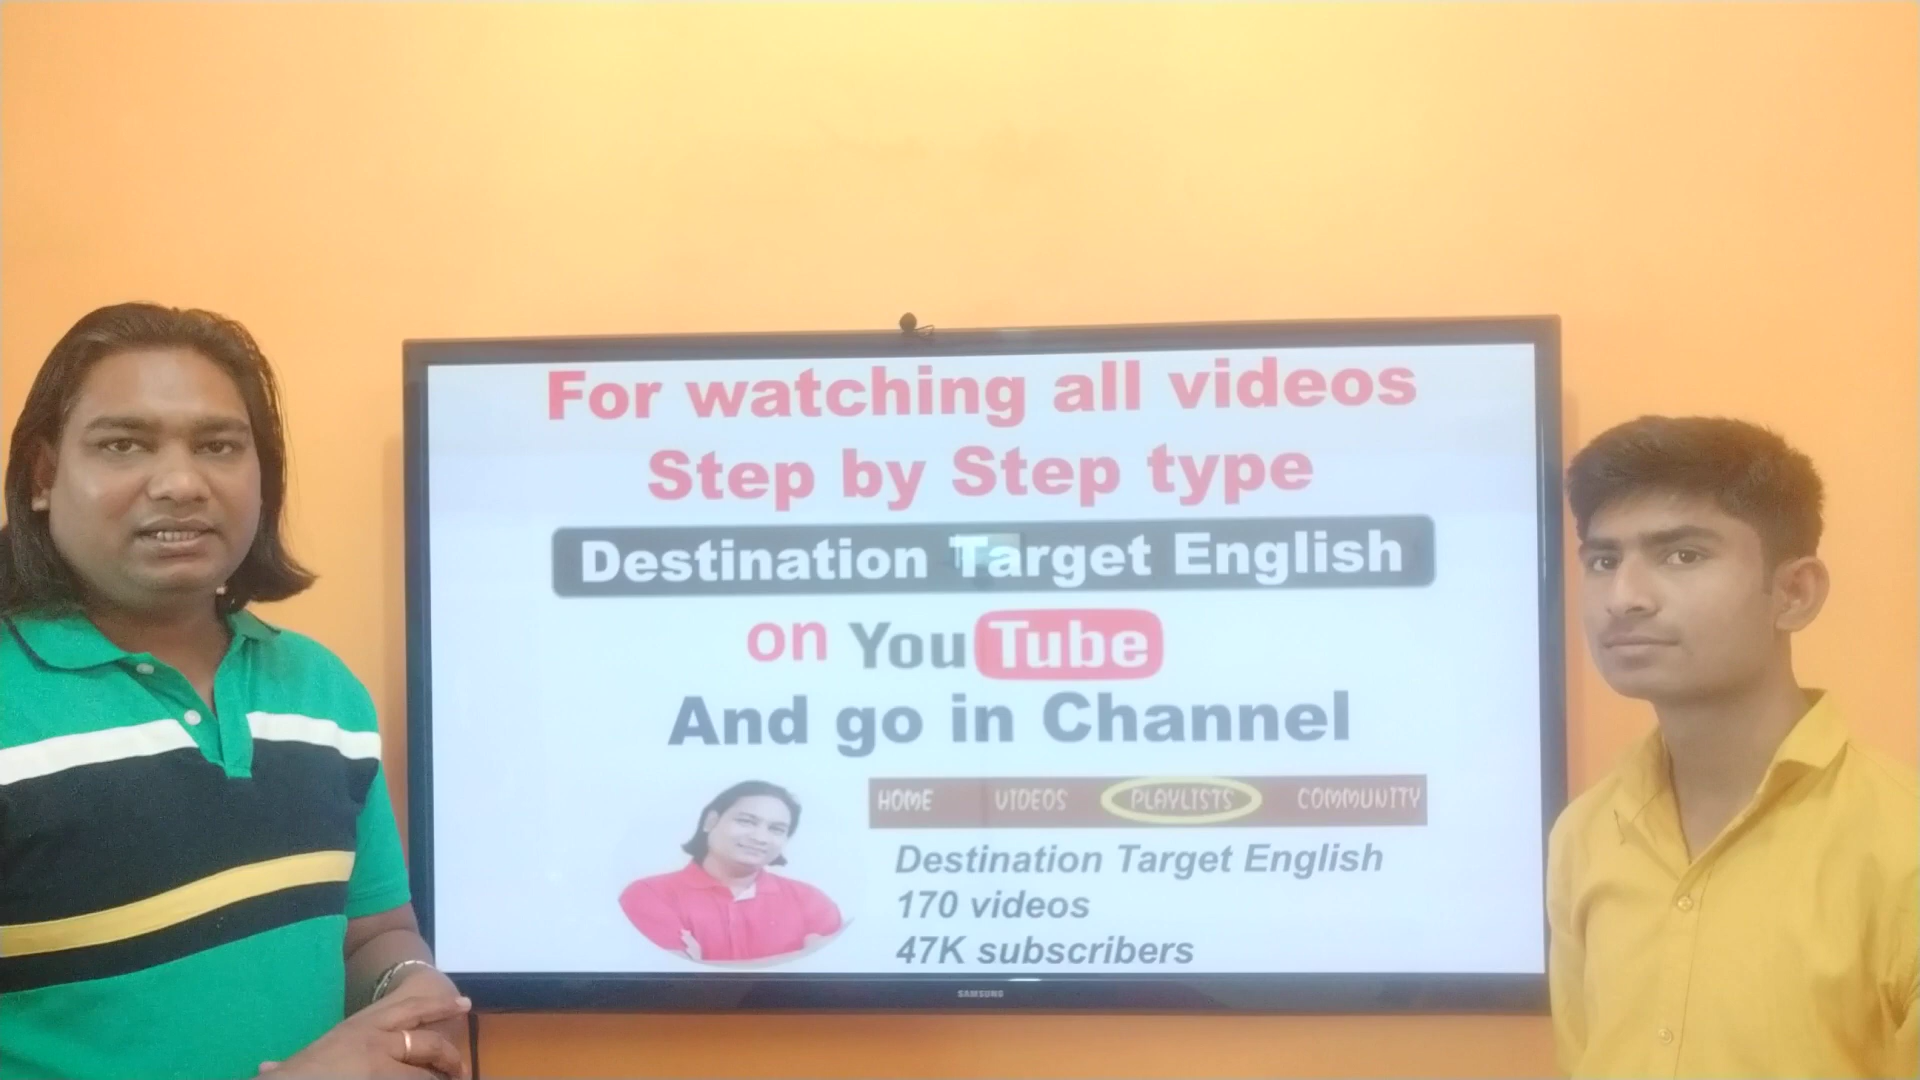 For watching all videos
Step by Step type
Destination Target English
on YouTube
And go in Channel
HOME VIDEOS PLAYLISTS COMMUNITY
Destination Target English
170 videos
47K subscribers
SAMSUNG